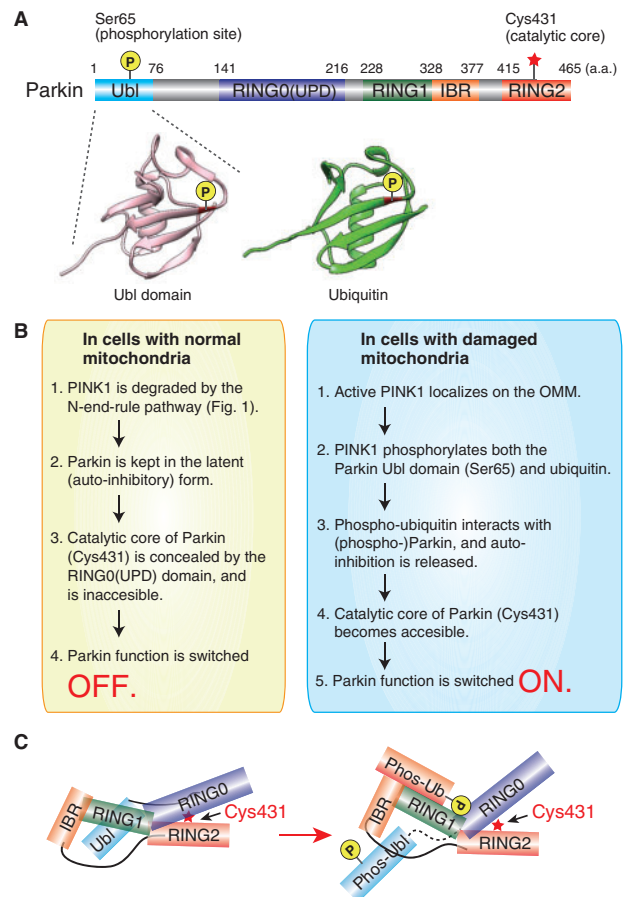 A
Ser65
(phosphorylation site)
Cys431
(catalytic core)
P
1 76 141 216 228 328 377 415 465 (a.a.)
Parkin Ubl RING0(UPD) RING1 IBR RING2
P
P
Ubl domain
Ubiquitin
B
In cells with normal
mitochondria
1. PINK1 is degraded by the
N-end-rule pathway (Fig. 1).
2. Parkin is kept in the latent
(auto-inhibitory) form.
3. Catalytic core of Parkin
(Cys431) is concealed by the
RING0(UPD) domain, and
is inaccesible.
4. Parkin function is switched
OFF.
In cells with damaged
mitochondria
1. Active PINK1 localizes on the OMM.
2. PINK1 phosphorylates both the
Parkin Ubl domain (Ser65) and ubiquitin.
3. Phospho-ubiquitin interacts with
(phospho-)Parkin, and auto-
inhibition is released.
4. Catalytic core of Parkin (Cys431)
becomes accesible.
5. Parkin function is switched ON.
C
IBR
RING1
Ubl
RING0
Cys431
RING2
Phos-Ub
P
IBR
RING1
RING0
Cys431
RING2
P
Phos-Ubl